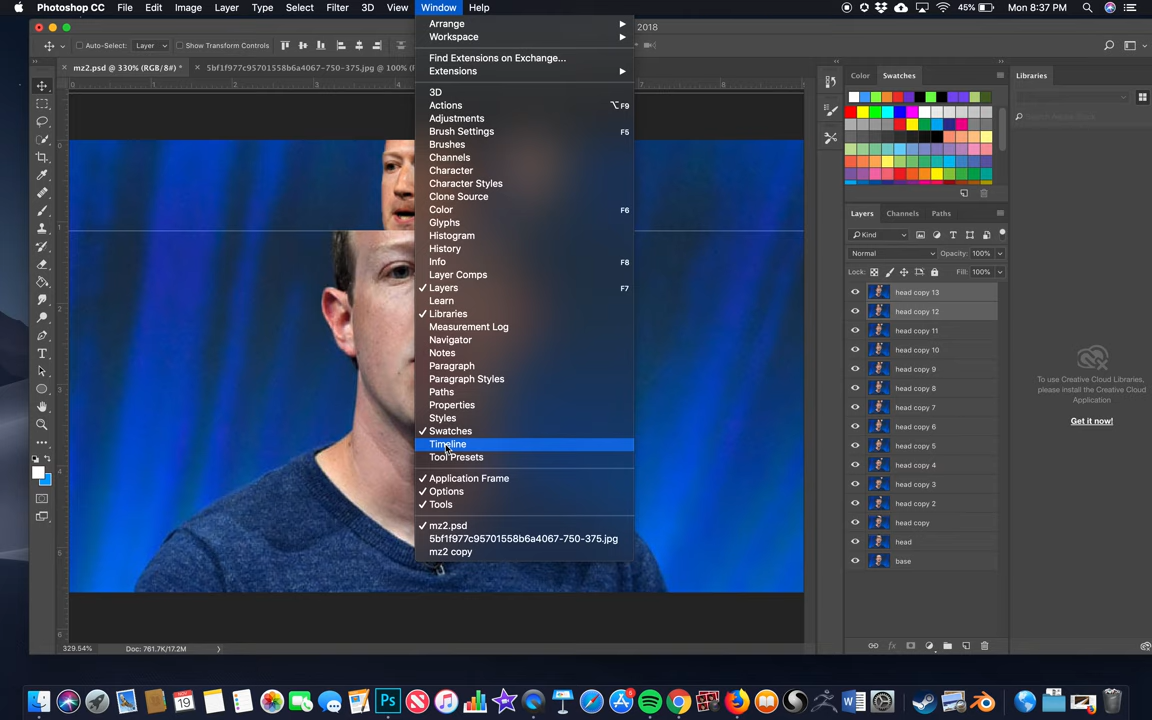 Photoshop CC File Edit Image Layer Type Select Filter 3D View Window Help 45% Mon 8:37 PM
2018
Auto-Select: Layer Show Transform Controls
mz2.psd @ 330% (RGB/8#) * 5bf1f977c95701558b6a4067-750-375.jpg @ 100% (
Arrange
Workspace
Find Extensions on Exchange...
Extensions
3D
Actions ⌥F9
Adjustments
Brush Settings F5
Brushes
Channels
Character
Character Styles
Clone Source
Color F6
Glyphs
Histogram
History
Info F8
Layer Comps
✓ Layers F7
Learn
✓ Libraries
Measurement Log
Navigator
Notes
Paragraph
Paragraph Styles
Paths
Properties
Styles
✓ Swatches
Timeline
Tool Presets
✓ Application Frame
✓ Options
✓ Tools
✓ mz2.psd
5bf1f977c95701558b6a4067-750-375.jpg
mz2 copy
Color Swatches
Layers Channels Paths
Kind
Normal Opacity: 100%
Lock: Fill: 100%
head copy 13
head copy 12
head copy 11
head copy 10
head copy 9
head copy 8
head copy 7
head copy 6
head copy 5
head copy 4
head copy 3
head copy 2
head copy
head
base
Libraries
To use Creative Cloud Libraries,
please install the Creative Cloud
Application
Get it now!
329.54% Doc: 761.7K/17.2M